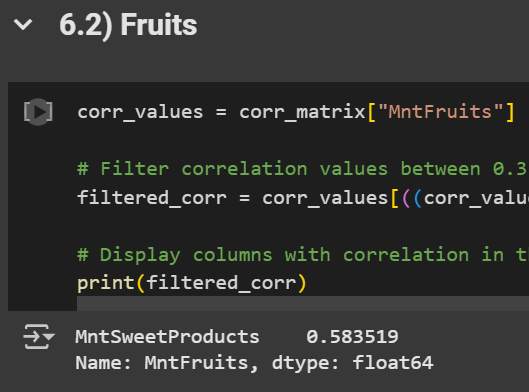 6.2) Fruits
corr_values = corr_matrix["MntFruits"]
# Filter correlation values between 0.3
filtered_corr = corr_values[((corr_valu
# Display columns with correlation in t
print(filtered_corr)
MntSweetProducts    0.583519
Name: MntFruits, dtype: float64